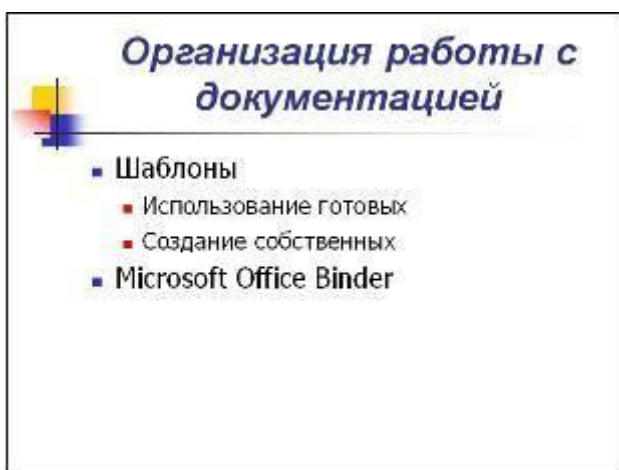 Организация работы с
документацией
Шаблоны
Использование готовых
Создание собственных
Microsoft Office Binder